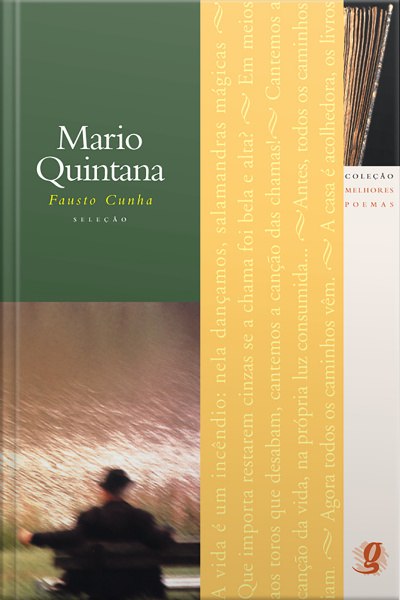 Mario
Quintana
Fausto Cunha
SELEÇÃO
A vida é um incêndio: nela dançamos, salamandras mágicas
Que importa restarem cinzas se a chama foi bela e alta? Em meios
aos toros que desabam, cantemos a canção das chamas! Cantemos a
canção da vida, na própria luz consumida... Antes, todos os caminhos
iam. Agora todos os caminhos vêm. A casa é acolhedora, os livros
COLEÇÃO
MELHORES
POEMAS
g